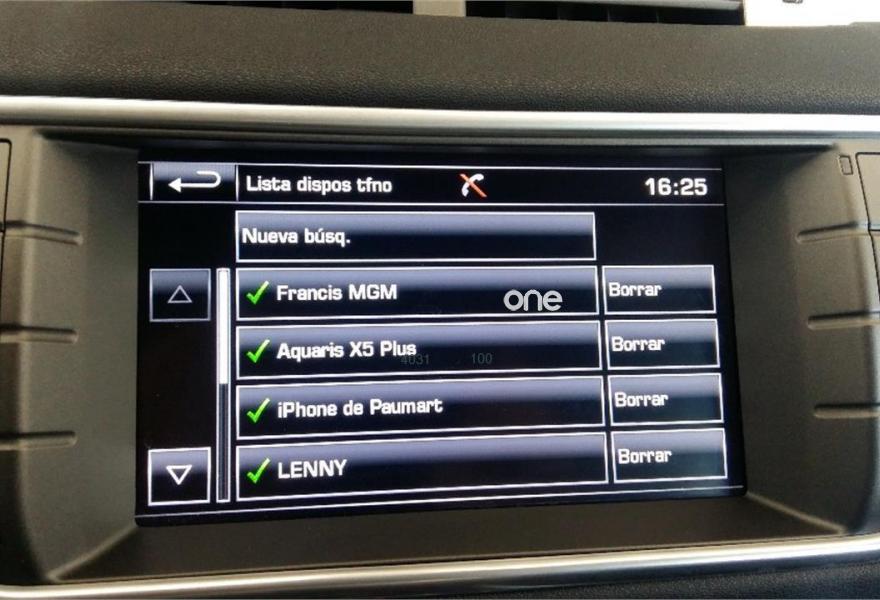 Lista dispos tfno
16:25
Nueva búsq.
Francis MGM
one
Borrar
Aquaris X5 Plus
Borrar
4031
100
iPhone de Paumart
Borrar
LENNY
Borrar